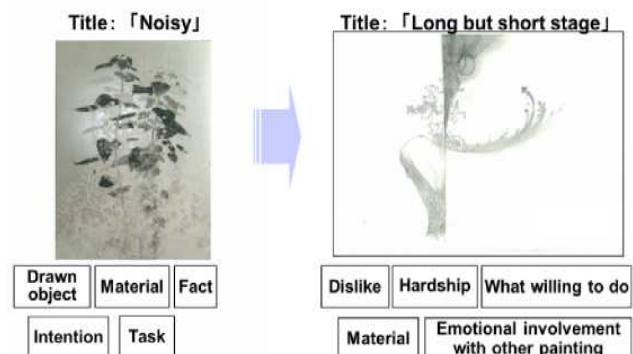 Title: 「Noisy」
Title: 「Long but short stage」
Drawn
object
Material
Fact
Intention
Task
Dislike
Hardship
What willing to do
Material
Emotional involvement
with other painting